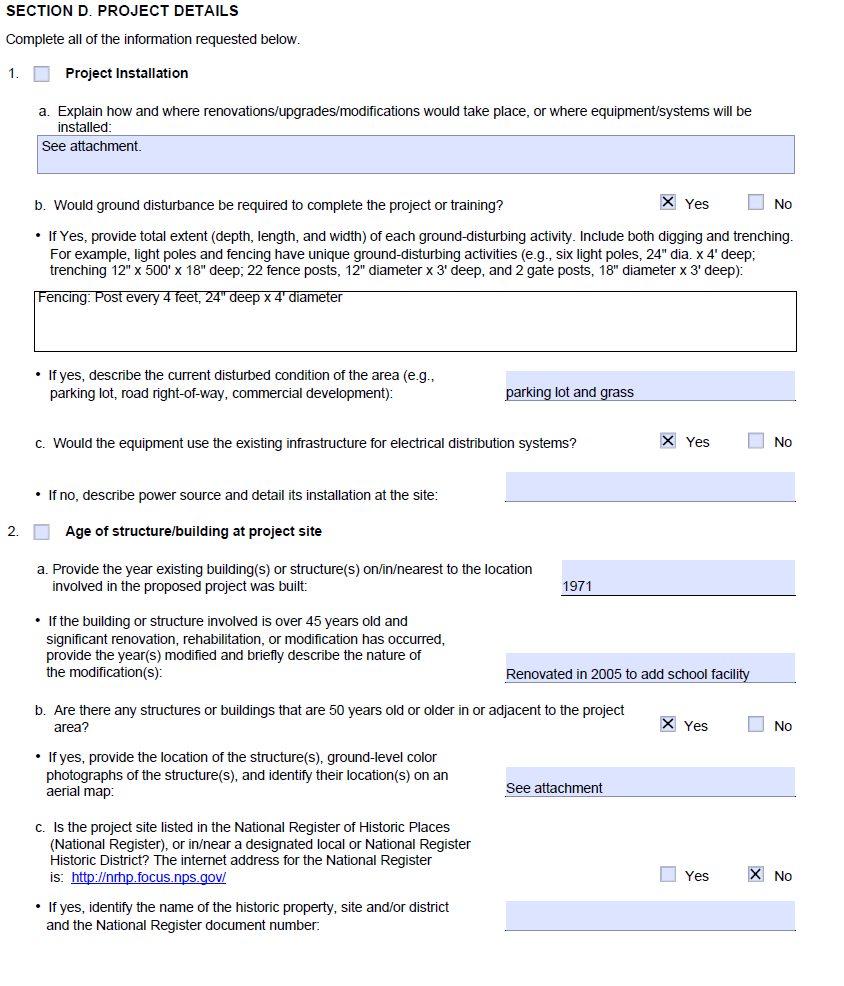 SECTION D. PROJECT DETAILS
Complete all of the information requested below.
1. Project Installation
a. Explain how and where renovations/upgrades/modifications would take place, or where equipment/systems will be
installed:
See attachment.
b. Would ground disturbance be required to complete the project or training? ☒ Yes ☐ No
• If Yes, provide total extent (depth, length, and width) of each ground-disturbing activity. Include both digging and trenching.
For example, light poles and fencing have unique ground-disturbing activities (e.g., six light poles, 24" dia. x 4' deep;
trenching 12" x 500' x 18" deep; 22 fence posts, 12" diameter x 3' deep, and 2 gate posts, 18" diameter x 3' deep):
Fencing: Post every 4 feet, 24" deep x 4' diameter
• If yes, describe the current disturbed condition of the area (e.g.,
parking lot, road right-of-way, commercial development):
parking lot and grass
c. Would the equipment use the existing infrastructure for electrical distribution systems? ☒ Yes ☐ No
• If no, describe power source and detail its installation at the site:
2. Age of structure/building at project site
a. Provide the year existing building(s) or structure(s) on/in/nearest to the location
involved in the proposed project was built:
1971
• If the building or structure involved is over 45 years old and
significant renovation, rehabilitation, or modification has occurred,
provide the year(s) modified and briefly describe the nature of
the modification(s):
Renovated in 2005 to add school facility
b. Are there any structures or buildings that are 50 years old or older in or adjacent to the project
area? ☒ Yes ☐ No
• If yes, provide the location of the structure(s), ground-level color
photographs of the structure(s), and identify their location(s) on an
aerial map:
See attachment
c. Is the project site listed in the National Register of Historic Places
(National Register), or in/near a designated local or National Register
Historic District? The internet address for the National Register
is: http://nrhp.focus.nps.gov/ ☐ Yes ☒ No
• If yes, identify the name of the historic property, site and/or district
and the National Register document number: